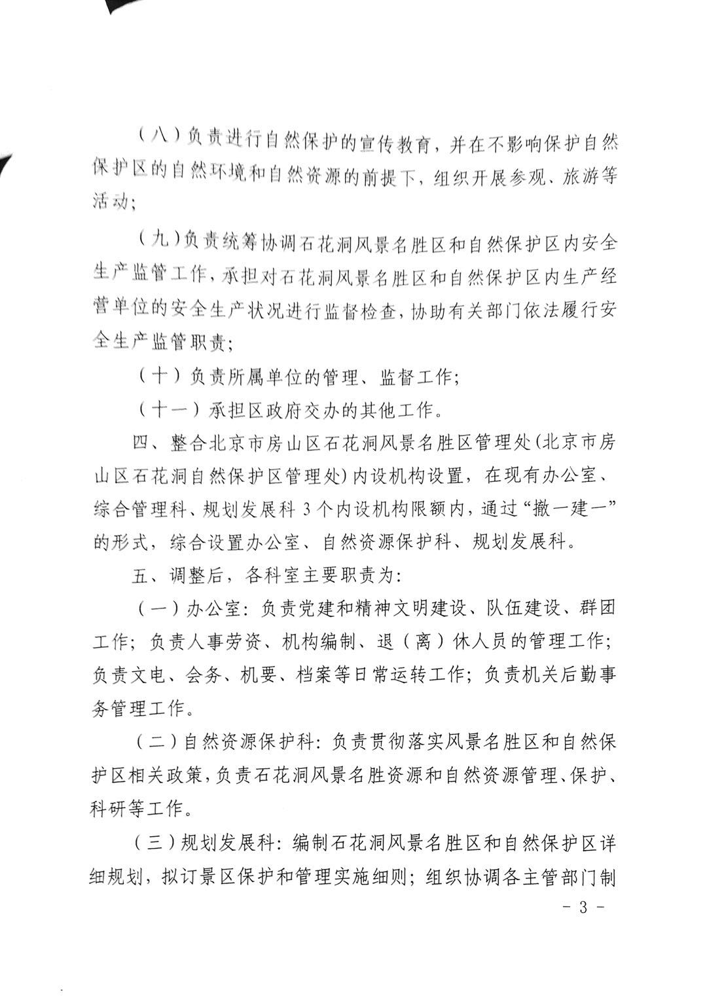 （八）负责进行自然保护的宣传教育，并在不影响保护自然
保护区的自然环境和自然资源的前提下，组织开展参观、旅游等
活动；
（九）负责统筹协调石花洞风景名胜区和自然保护区内安全
生产监管工作，承担对石花洞风景名胜区和自然保护区内生产经
营单位的安全生产状况进行监督检查，协助有关部门依法履行安
全生产监管职责；
（十）负责所属单位的管理、监督工作；
（十一）承担区政府交办的其他工作。
四、整合北京市房山区石花洞风景名胜区管理处(北京市房
山区石花洞自然保护区管理处)内设机构设置，在现有办公室、
综合管理科、规划发展科 3 个内设机构限额内，通过“撤一建一”
的形式，综合设置办公室、自然资源保护科、规划发展科。
五、调整后，各科室主要职责为：
（一）办公室：负责党建和精神文明建设、队伍建设、群团
工作；负责人事劳资、机构编制、退（离）休人员的管理工作；
负责文电、会务、机要、档案等日常运转工作；负责机关后勤事
务管理工作。
（二）自然资源保护科：负责贯彻落实风景名胜区和自然保
护区相关政策，负责石花洞风景名胜资源和自然资源管理、保护、
科研等工作。
（三）规划发展科：编制石花洞风景名胜区和自然保护区详
细规划，拟订景区保护和管理实施细则；组织协调各主管部门制
- 3 -